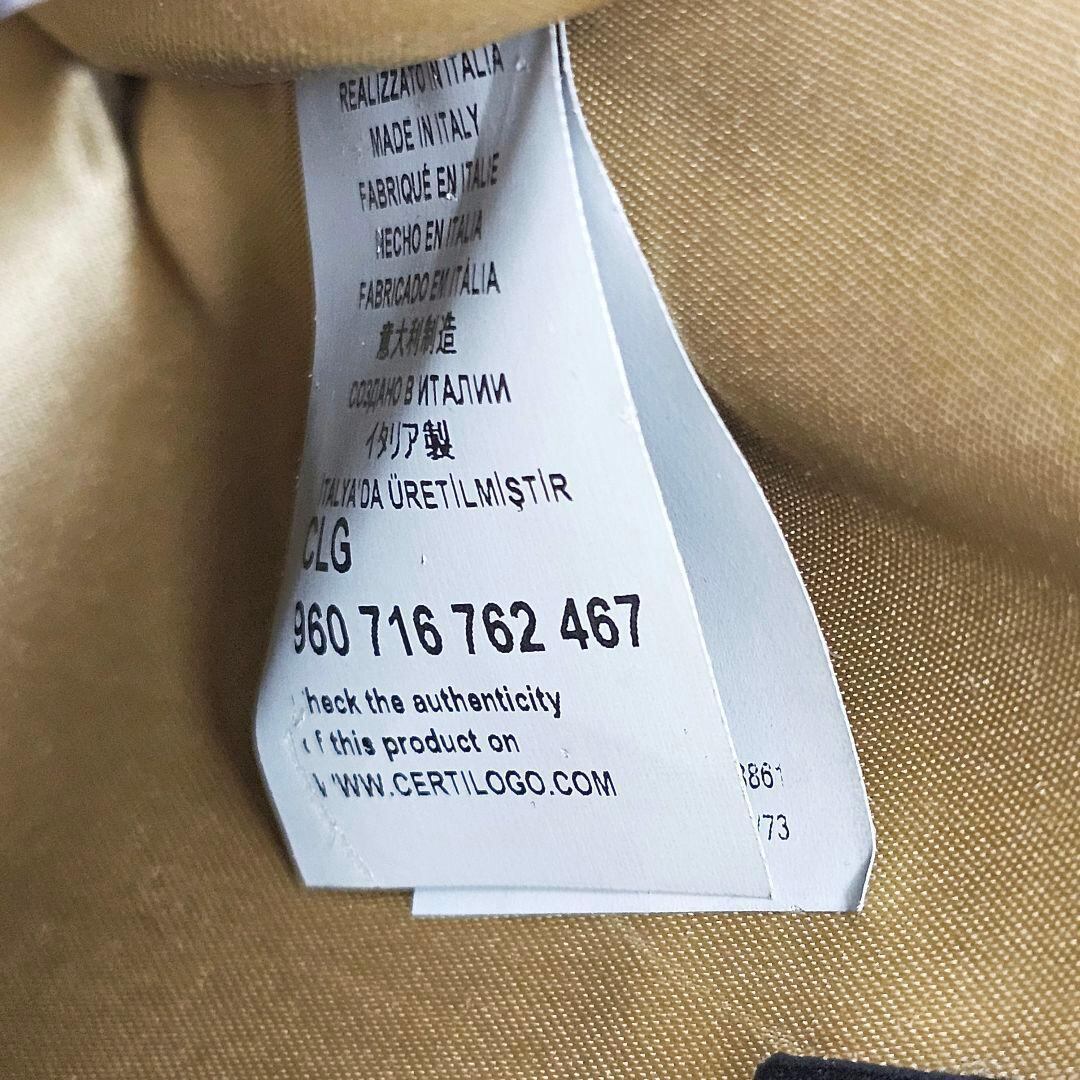 REALIZZATO IN ITALIA
MADE IN ITALY
FABRIQUÉ EN ITALIE
HECHO EN ITALIA
FABRICADO EM ITÁLIA
意大利制造
СОЗДАНО В ИТАЛИИ
イタリア製
İTALYA'DA ÜRETİLMİŞTİR
CLG
960 716 762 467
Check the authenticity
of this product on
WWW.CERTILOGO.COM
861
/73